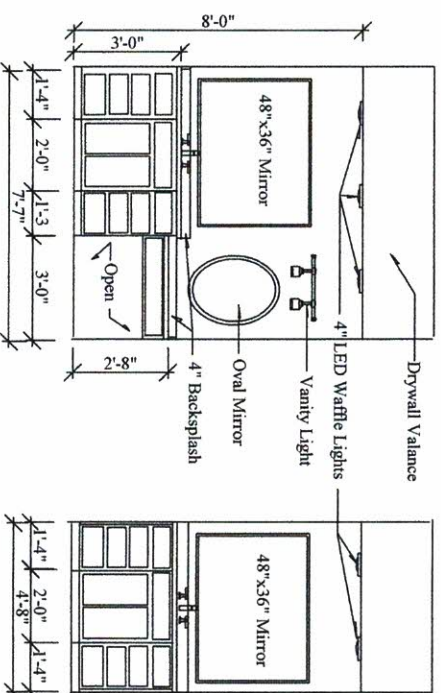 Drywall Valance
4" LED Waffle Lights
Vanity Light
Oval Mirror
4" Backsplash
48"x36" Mirror
48"x36" Mirror
Open
8'-0"
3'-0"
2'-8"
1'-4"
2'-0"
1'-3
3'-0"
7'-7"
1'-4"
2'-0"
1'-4"
4'-8"